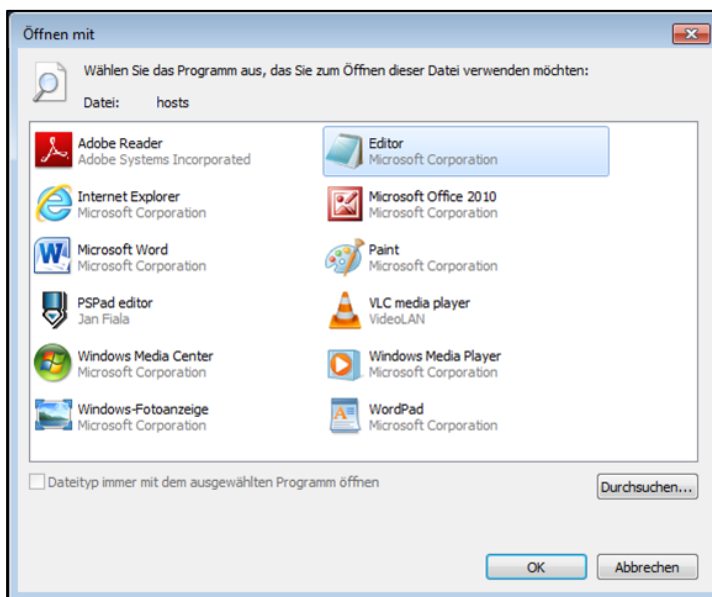 Öffnen mit
Wählen Sie das Programm aus, das Sie zum Öffnen dieser Datei verwenden möchten:
Datei: hosts
Adobe Reader
Adobe Systems Incorporated
Editor
Microsoft Corporation
Internet Explorer
Microsoft Corporation
Microsoft Office 2010
Microsoft Corporation
Microsoft Word
Microsoft Corporation
Paint
Microsoft Corporation
PSPad editor
Jan Fiala
VLC media player
VideoLAN
Windows Media Center
Microsoft Corporation
Windows Media Player
Microsoft Corporation
Windows-Fotoanzeige
Microsoft Corporation
WordPad
Microsoft Corporation
Dateityp immer mit dem ausgewählten Programm öffnen
Durchsuchen...
OK
Abbrechen